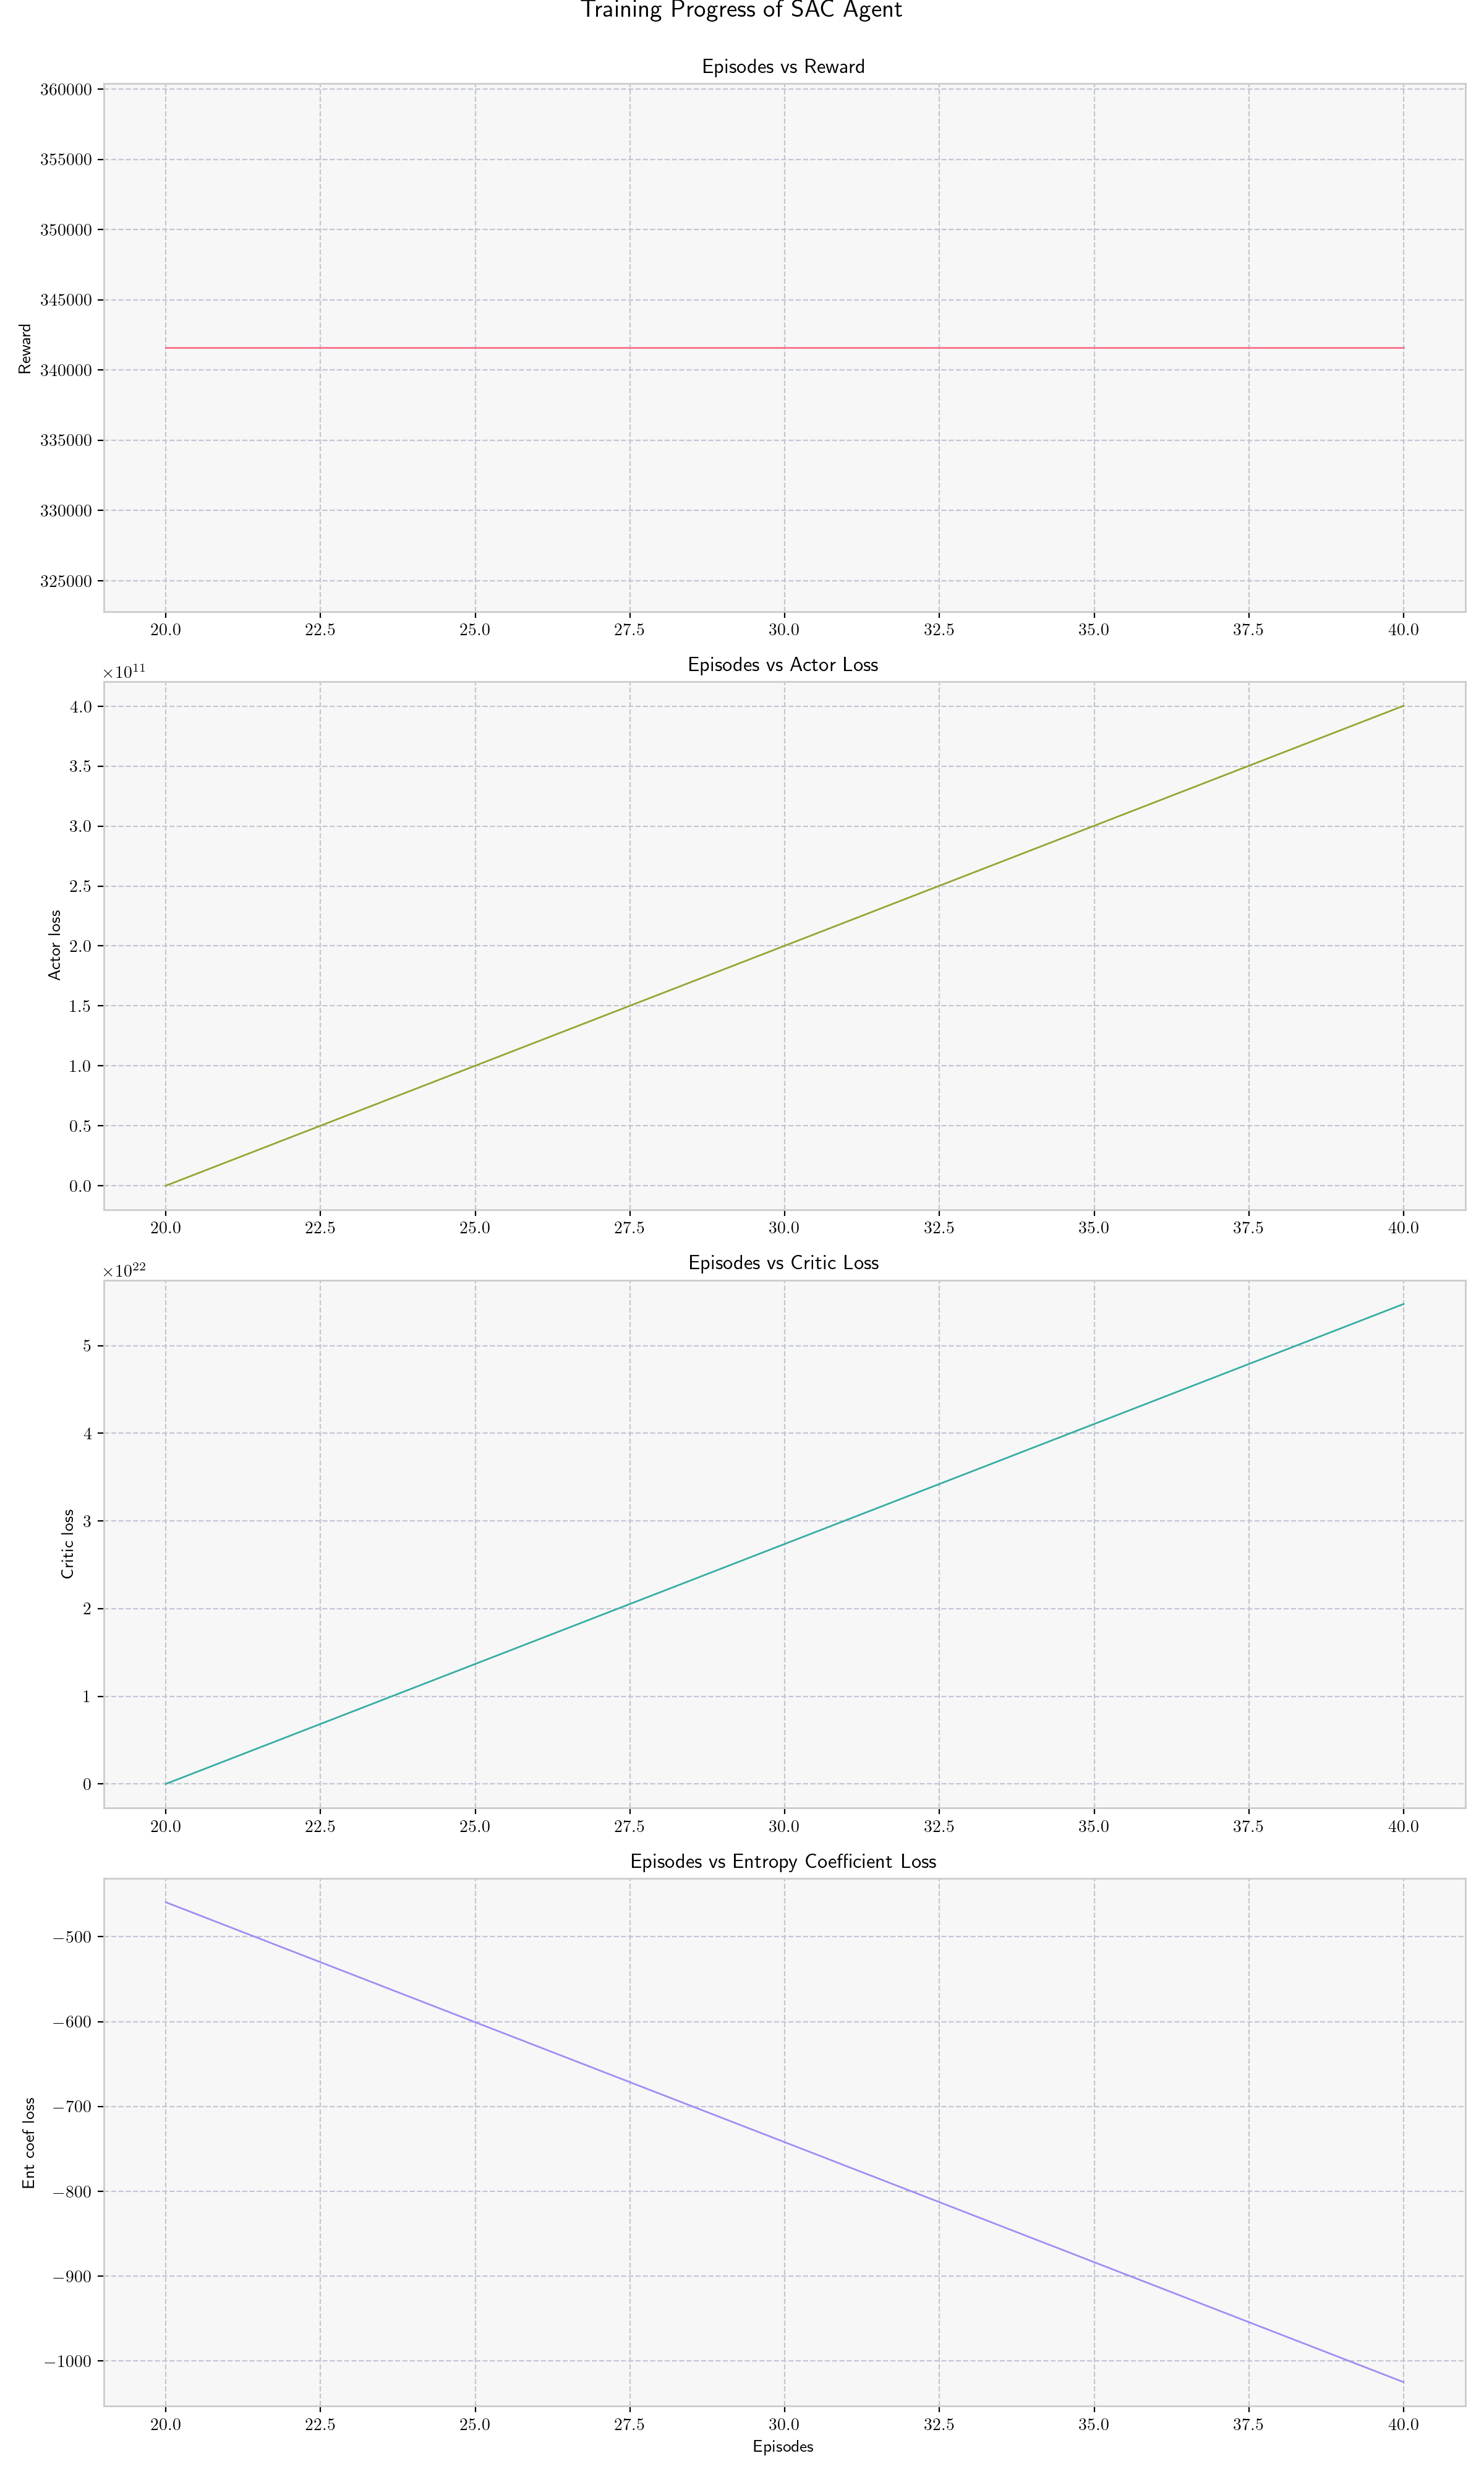 Training Progress of SAC Agent
Episodes vs Reward
360000
355000
350000
345000
340000
335000
330000
325000
Reward
20.0 22.5 25.0 27.5 30.0 32.5 35.0 37.5 40.0
Episodes vs Actor Loss
×10¹¹
4.0
3.5
3.0
2.5
2.0
1.5
1.0
0.5
0.0
Actor loss
20.0 22.5 25.0 27.5 30.0 32.5 35.0 37.5 40.0
Episodes vs Critic Loss
×10²²
5
4
3
2
1
0
Critic loss
20.0 22.5 25.0 27.5 30.0 32.5 35.0 37.5 40.0
Episodes vs Entropy Coefficient Loss
−500
−600
−700
−800
−900
−1000
Ent coef loss
20.0 22.5 25.0 27.5 30.0 32.5 35.0 37.5 40.0
Episodes